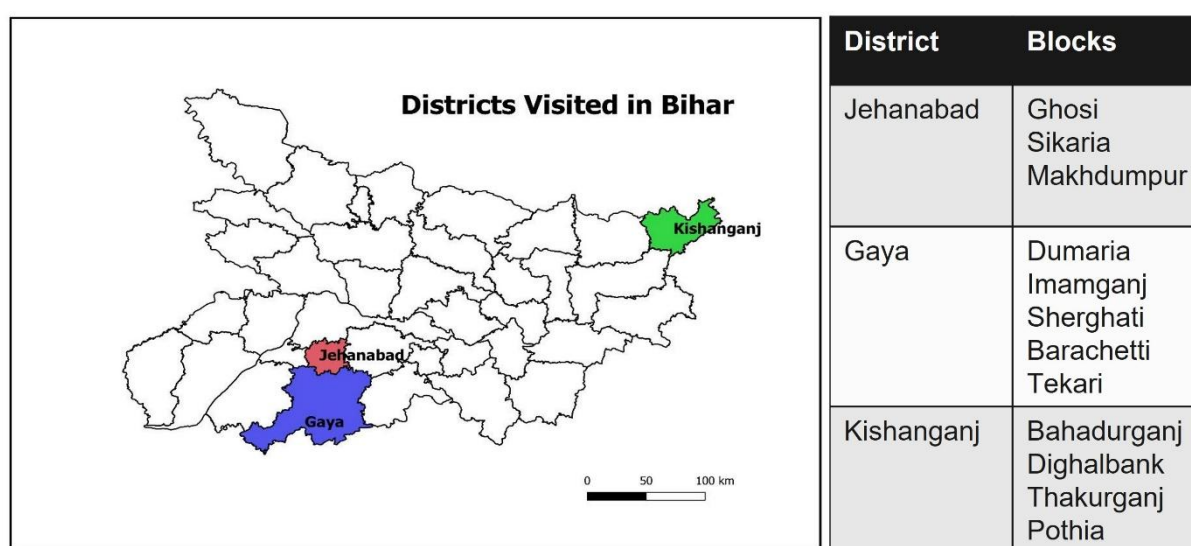 Districts Visited in Bihar
Kishanganj
Jehanabad
Gaya
0 50 100 km
District Blocks
Jehanabad Ghosi
Sikaria
Makhdumpur
Gaya Dumaria
Imamganj
Sherghati
Barachetti
Tekari
Kishanganj Bahadurganj
Dighalbank
Thakurganj
Pothia